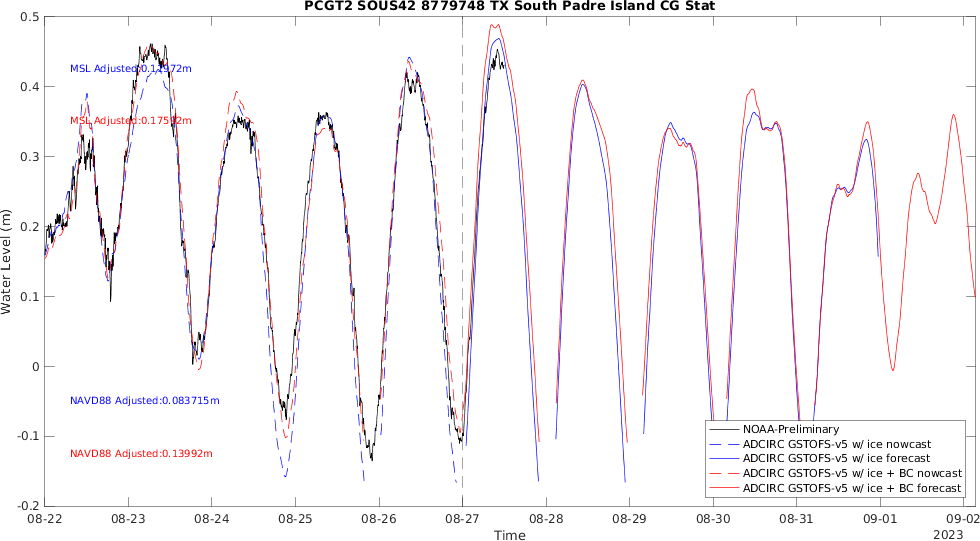 PCGT2 SOUS42 8779748 TX South Padre Island CG Stat
0.5
0.4
0.3
0.2
0.1
0
-0.1
-0.2
Water Level (m)
MSL Adjusted:
MSL Adjusted:
NAVD88 Adjusted:0.083715m
NAVD88 Adjusted:0.13992m
NOAA-Preliminary
ADCIRC GSTOFS-v5 w/ ice nowcast
ADCIRC GSTOFS-v5 w/ ice forecast
ADCIRC GSTOFS-v5 w/ ice + BC nowcast
ADCIRC GSTOFS-v5 w/ ice + BC forecast
08-22 08-23 08-24 08-25 08-26 08-27 08-28 08-29 08-30 08-31 09-01 09-02
Time
2023